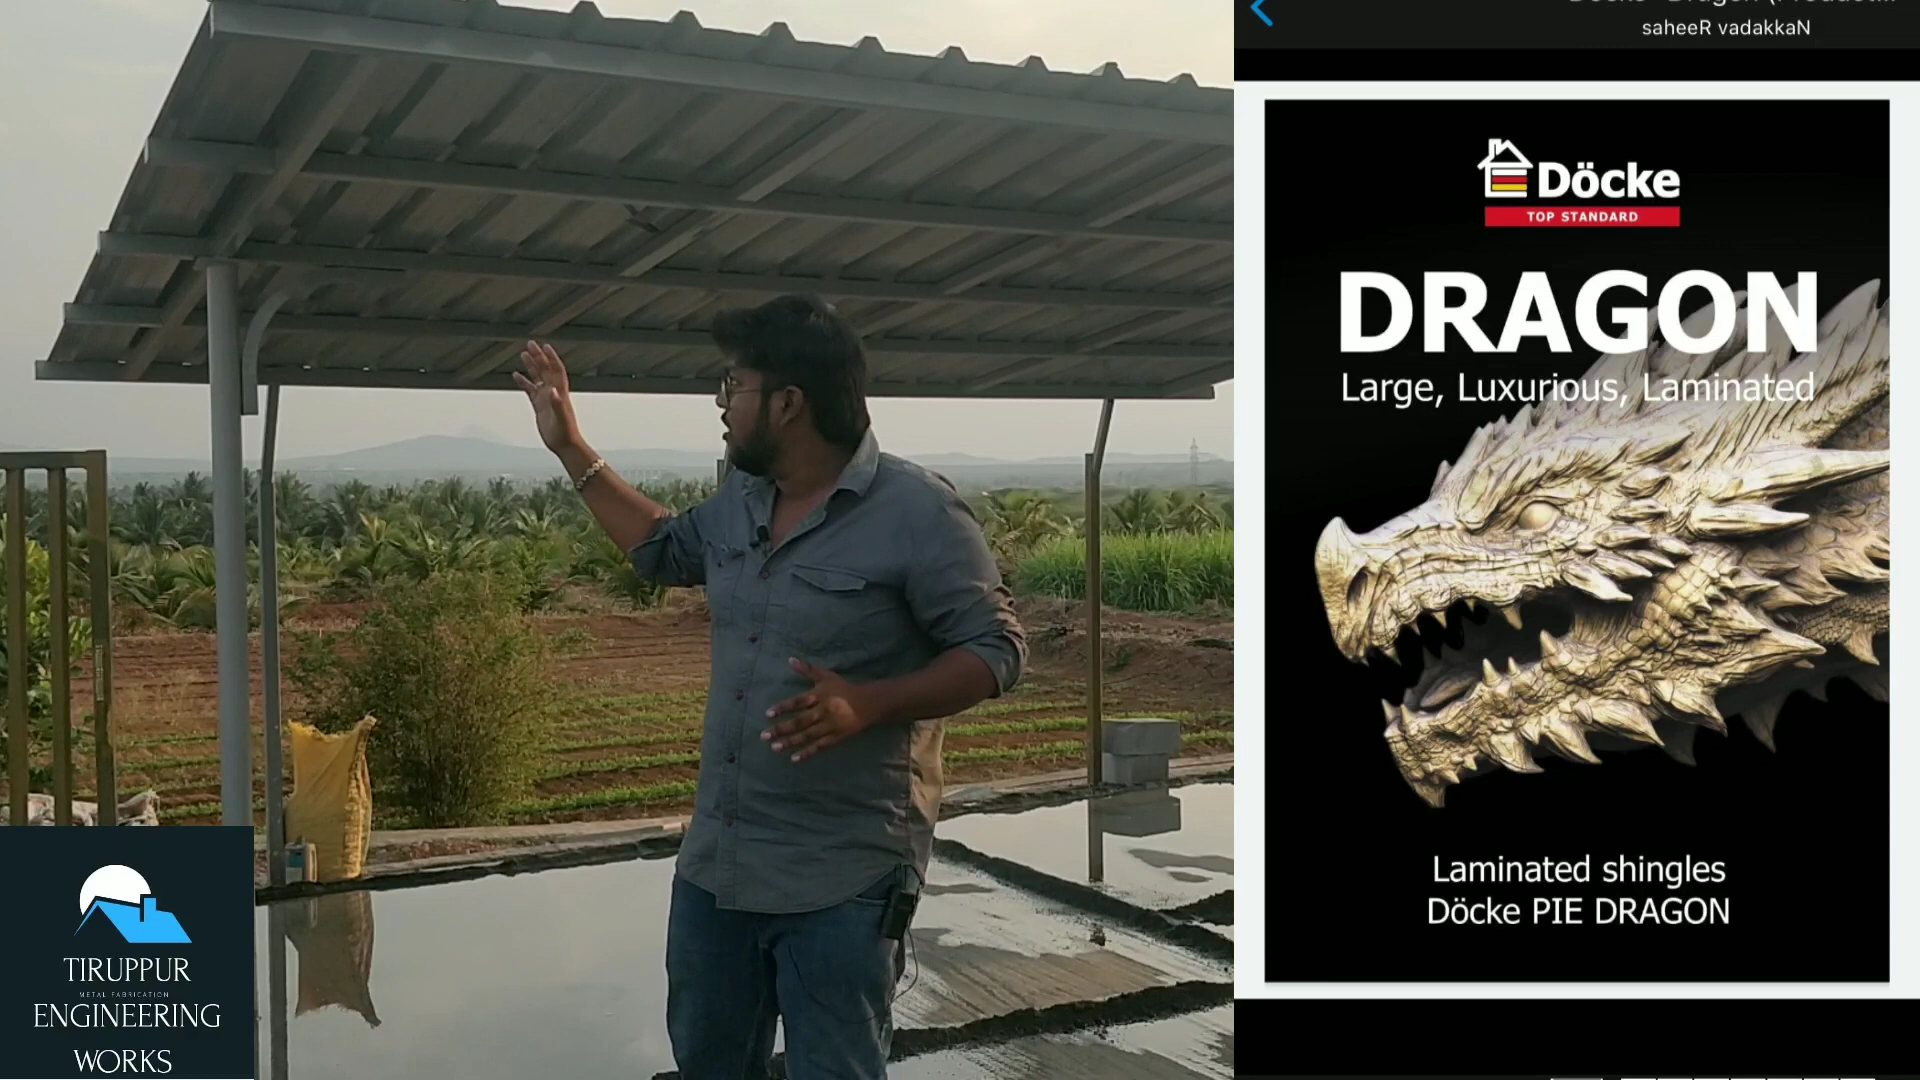 saheeR vadakkaN
Döcke
TOP STANDARD
DRAGON
Large, Luxurious, Laminated
Laminated shingles
Döcke PIE DRAGON
TIRUPPUR
METAL FABRICATION
ENGINEERING
WORKS